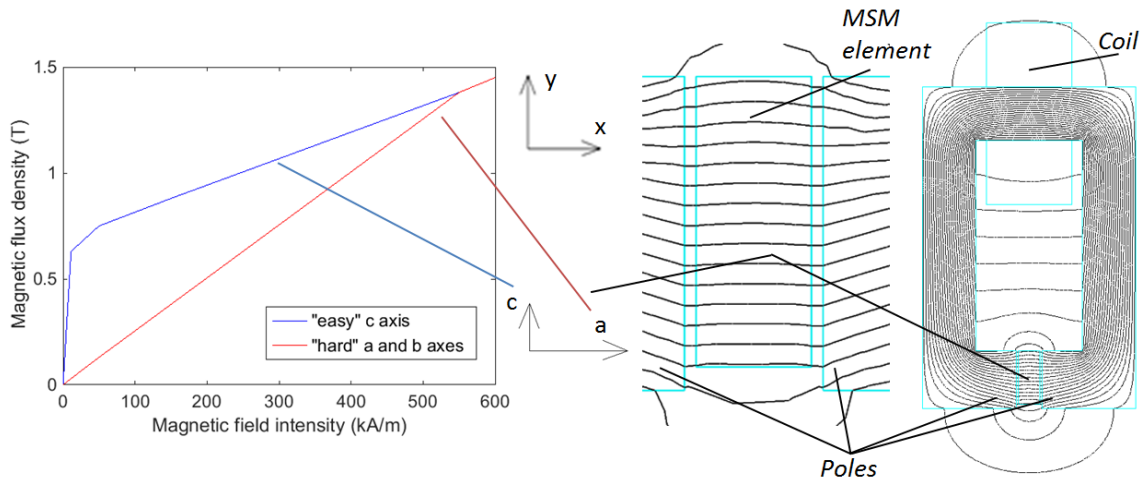 Magnetic flux density (T)
1.5
1
0.5
0
0
100
200
300
400
500
600
Magnetic field intensity (kA/m)
"easy" c axis
"hard" a and b axes
y
x
c
a
MSM
element
Coil
Poles